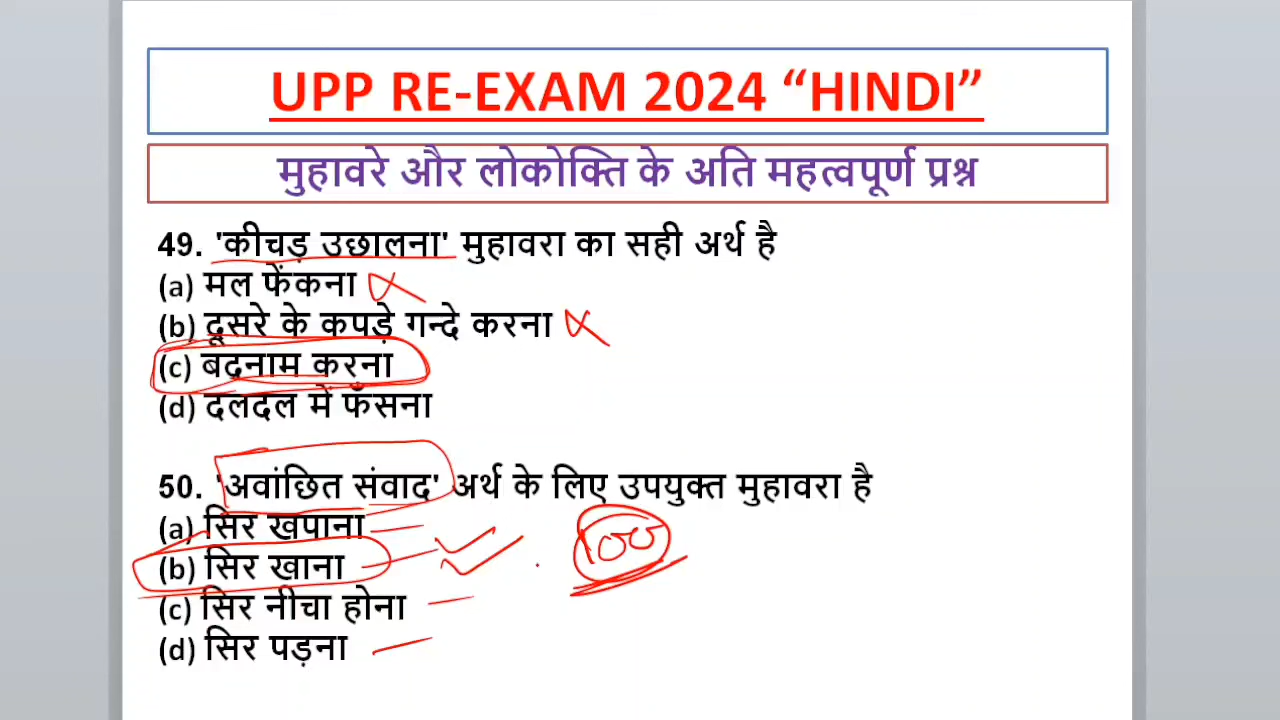 UPP RE-EXAM 2024 “HINDI”
मुहावरे और लोकोक्ति के अति महत्वपूर्ण प्रश्न
49. 'कीचड़ उछालना' मुहावरा का सही अर्थ है
(a) मल फेंकना
(b) दूसरे के कपड़े गन्दे करना
(c) बदनाम करना
(d) दलदल में फँसना
50. 'अवांछित संवाद' अर्थ के लिए उपयुक्त मुहावरा है
(a) सिर खपाना
(b) सिर खाना
100
(c) सिर नीचा होना
(d) सिर पड़ना